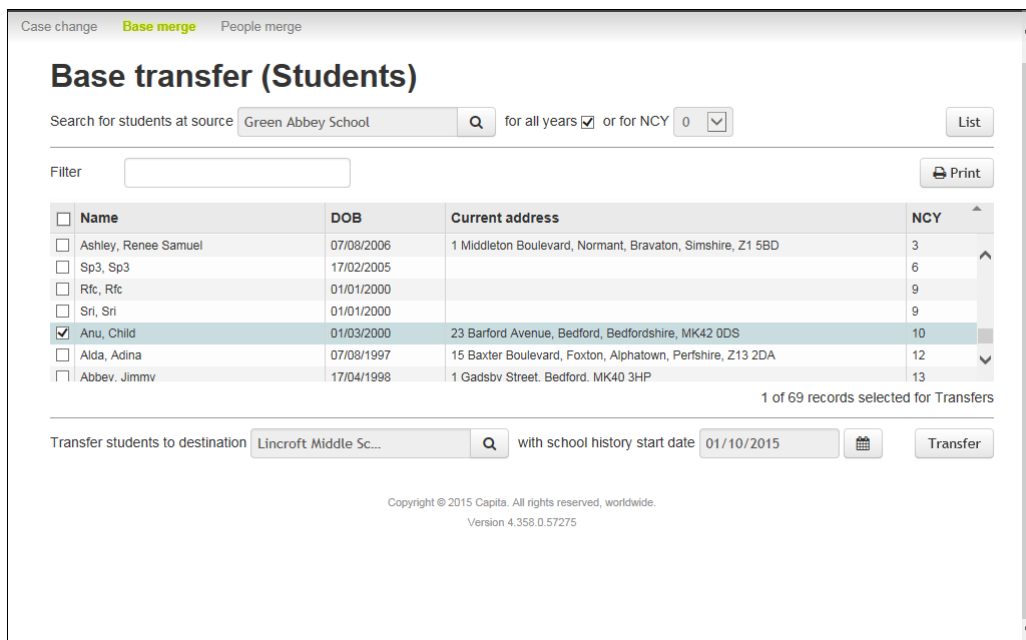 Case change Base merge People merge
Base transfer (Students)
Search for students at source Green Abbey School for all years or for NCY 0 List
Filter Print
Name DOB Current address NCY
Ashley, Renee Samuel 07/08/2006 1 Middleton Boulevard, Normant, Bravaton, Simshire, Z1 5BD 3
Sp3, Sp3 17/02/2005 6
Rfc, Rfc 01/01/2000 9
Sri, Sri 01/01/2000 9
Anu, Child 01/03/2000 23 Barford Avenue, Bedford, Bedfordshire, MK42 0DS 10
Alda, Adina 07/08/1997 15 Baxter Boulevard, Foxton, Alphatown, Perfshire, Z13 2DA 12
Abbey, Jimmy 17/04/1998 1 Gadsby Street, Bedford, MK40 3HP 13
1 of 69 records selected for Transfers
Transfer students to destination Lincroft Middle Sc... with school history start date 01/10/2015 Transfer
Copyright © 2015 Capita. All rights reserved, worldwide.
Version 4.358.0.57275